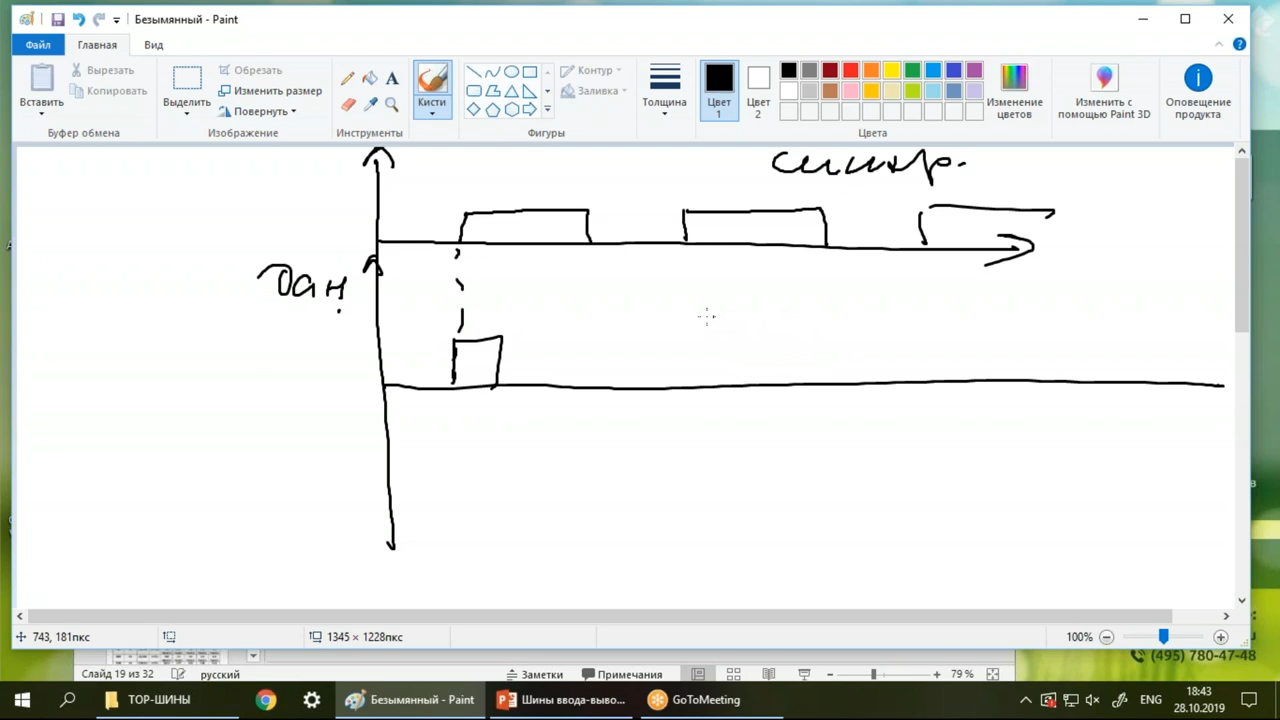 Безымянный - Paint
Файл Главная Вид
Вставить
Вырезать
Копировать
Буфер обмена
Выделить
Обрезать
Изменить размер
Повернуть
Изображение
Инструменты
Кисти
Контур
Заливка
Фигуры
Толщина
Цвет 1
Цвет 2
Изменение цветов
Цвета
Изменить с помощью Paint 3D
Оповещение продукта
синхр.
Дан.
743, 181пкс
1345 × 1228пкс
100%
(495) 780-47-48
Слайд 19 из 32 русский Заметки Примечания 79 %
ТОР-ШИНЫ Безымянный - Paint Шины ввода-выво... GoToMeeting ENG 18:43
28.10.2019